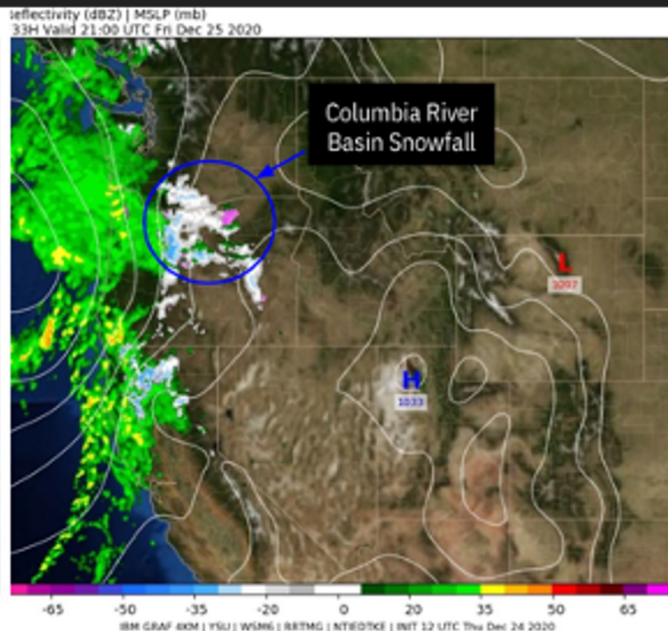 eflectivity (dBZ) | MSLP (mb)
33H Valid 21:00 UTC Fri Dec 25 2020
Columbia River
Basin Snowfall
L
H
1033
-65 -50 -35 -20 0 20 35 50 65
IBM GRAF 4KM | YSU | WSM6 | RRTMG | NTIEDTKE | INIT 12 UTC Thu Dec 24 2020